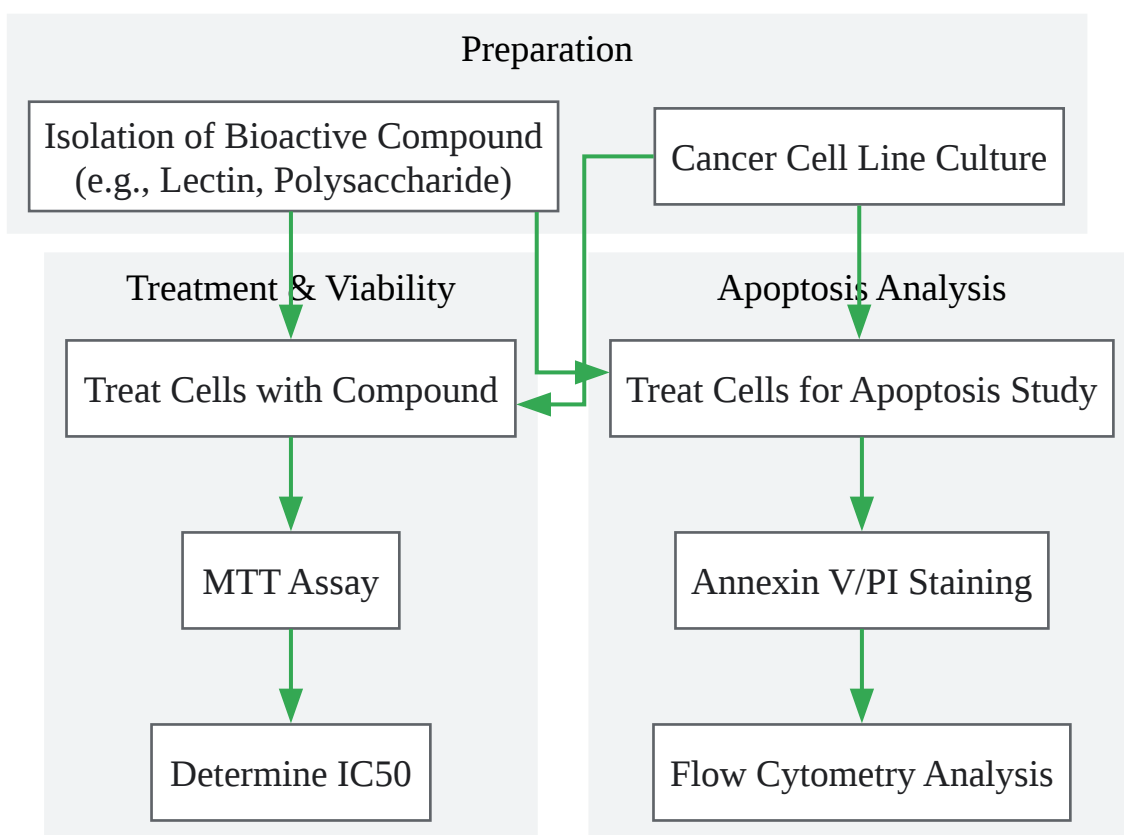 Preparation
Isolation of Bioactive Compound
(e.g., Lectin, Polysaccharide)
Cancer Cell Line Culture
Treatment & Viability
Apoptosis Analysis
Treat Cells with Compound
Treat Cells for Apoptosis Study
MTT Assay
Annexin V/PI Staining
Determine IC50
Flow Cytometry Analysis